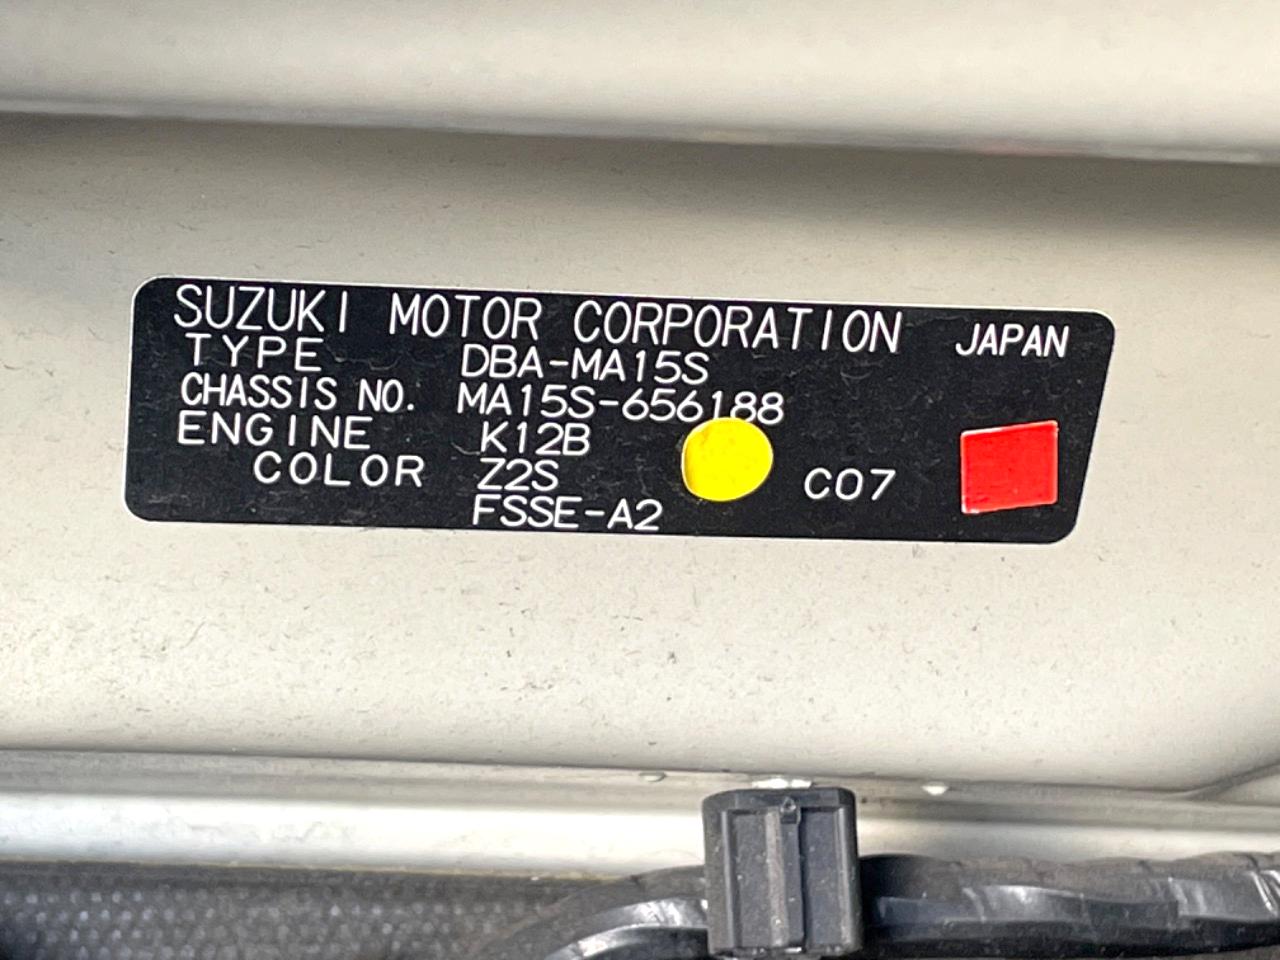 SUZUKI MOTOR CORPORATION JAPAN
TYPE DBA-MA15S
CHASSIS NO. MA15S-656188
ENGINE K12B
COLOR Z2S C07
FSSE-A2